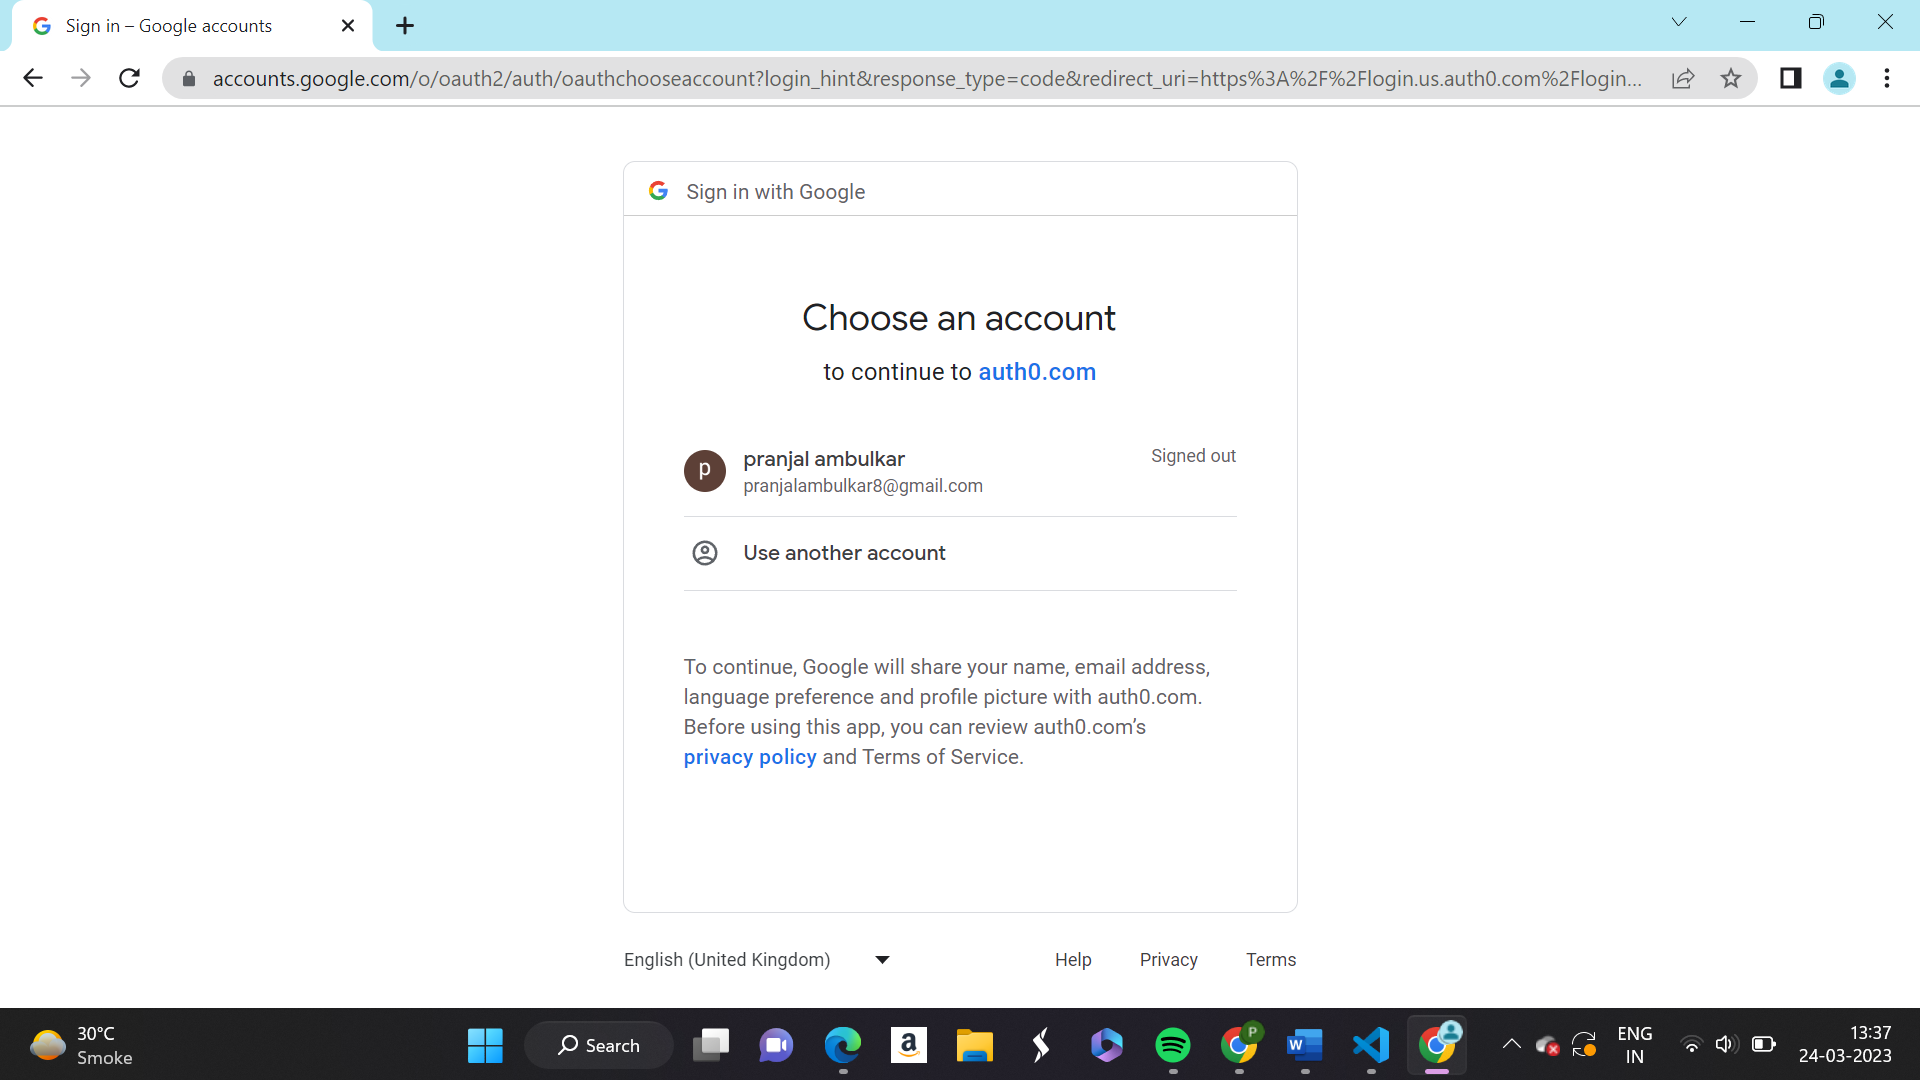 Sign in – Google accounts
accounts.google.com/o/oauth2/auth/oauthchooseaccount?login_hint&response_type=code&redirect_uri=https%3A%2F%2Flogin.us.auth0.com%2Flogin...
Sign in with Google
Choose an account
to continue to auth0.com
p
pranjal ambulkar
Signed out
pranjalambulkar8@gmail.com
Use another account
To continue, Google will share your name, email address,
language preference and profile picture with auth0.com.
Before using this app, you can review auth0.com’s
privacy policy and Terms of Service.
English (United Kingdom)
Help
Privacy
Terms
30°C
Smoke
Search
a
P
W
ENG
IN
13:37
24-03-2023